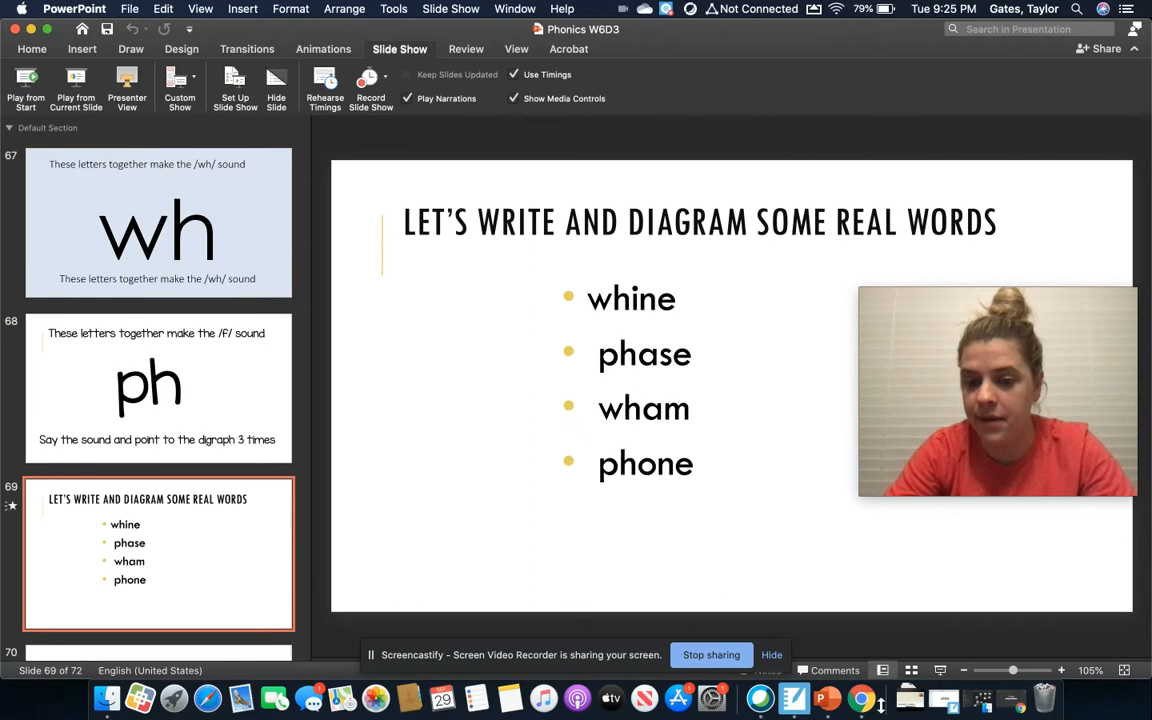 PowerPoint File Edit View Insert Format Arrange Tools Slide Show Window Help Not Connected 79% Tue 9:25 PM Gates, Taylor
Phonics W6D3
Search in Presentation
Home Insert Draw Design Transitions Animations Slide Show Review View Acrobat Share
Play from Start
Play from Current Slide
Presenter View
Custom Show
Set Up Slide Show
Hide Slide
Rehearse Timings
Record Slide Show
Keep Slides Updated
Use Timings
Play Narrations
Show Media Controls
Default Section
67
These letters together make the /wh/ sound
wh
These letters together make the /wh/ sound
68
These letters together make the /f/ sound
ph
Say the sound and point to the digraph 3 times
69
LET'S WRITE AND DIAGRAM SOME REAL WORDS
• whine
• phase
• wham
• phone
70
LET'S WRITE AND DIAGRAM SOME REAL WORDS
• whine
• phase
• wham
• phone
Screencastify - Screen Video Recorder is sharing your screen. Stop sharing Hide
Slide 69 of 72 English (United States) Notes Comments 105%
1
SEP
29
tv
1
1